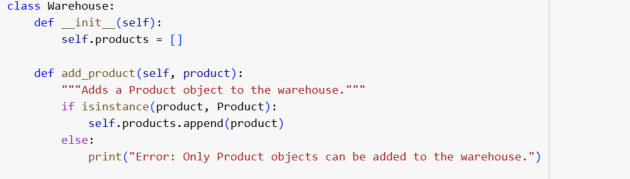 class Warehouse:
    def __init__(self):
        self.products = []

    def add_product(self, product):
        """Adds a Product object to the warehouse."""
        if isinstance(product, Product):
            self.products.append(product)
        else:
            print("Error: Only Product objects can be added to the warehouse.")